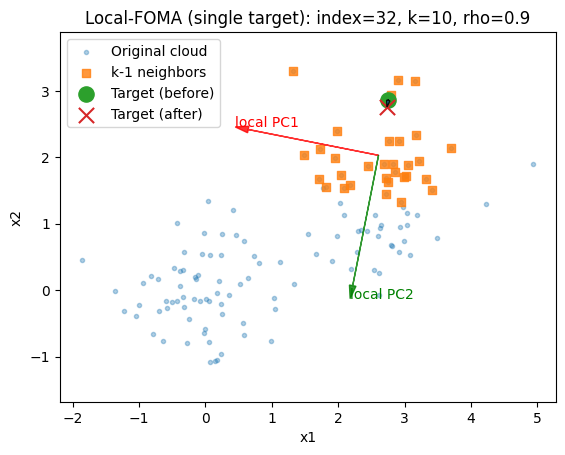 Local-FOMA (single target): index=32, k=10, rho=0.9
Original cloud
k-1 neighbors
Target (before)
Target (after)
local PC1
local PC2
x2
3
2
1
0
−1
−2 −1 0 1 2 3 4 5
x1